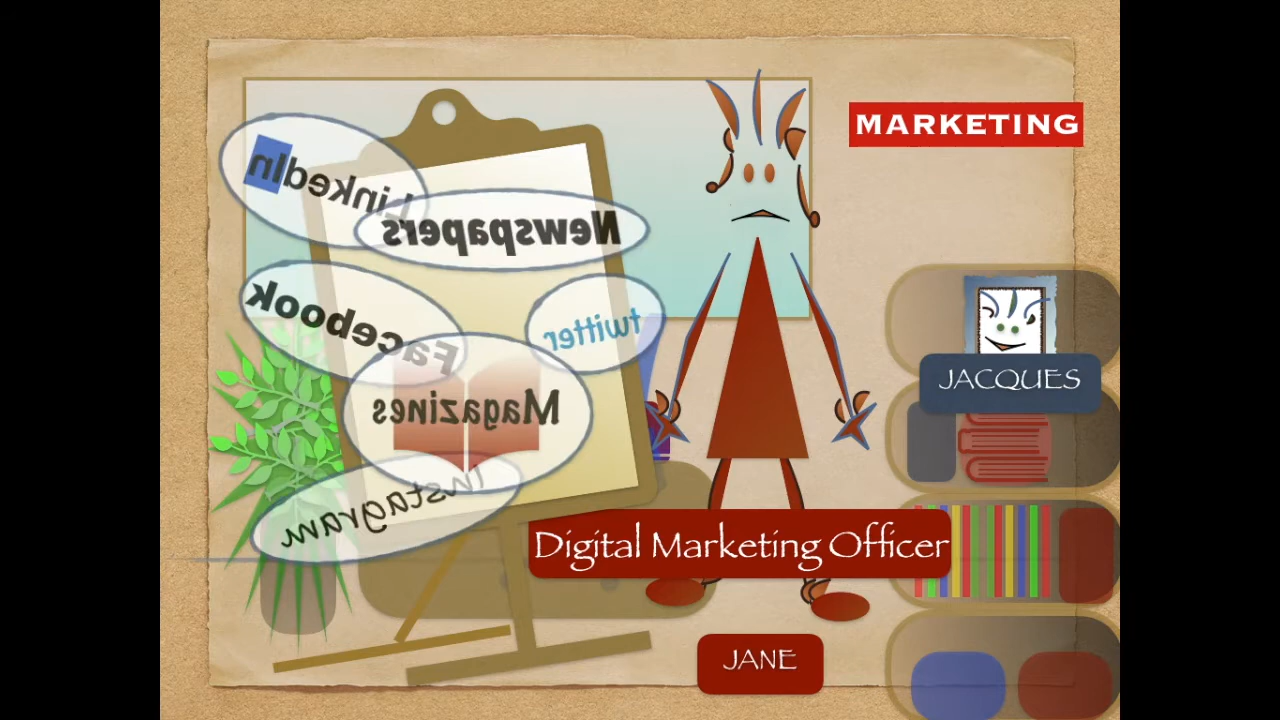 MARKETING
LinkedIn
Newspapers
Facebook
twitter
JACQUES
Magazines
Instagram
Digital Marketing Officer
JANE